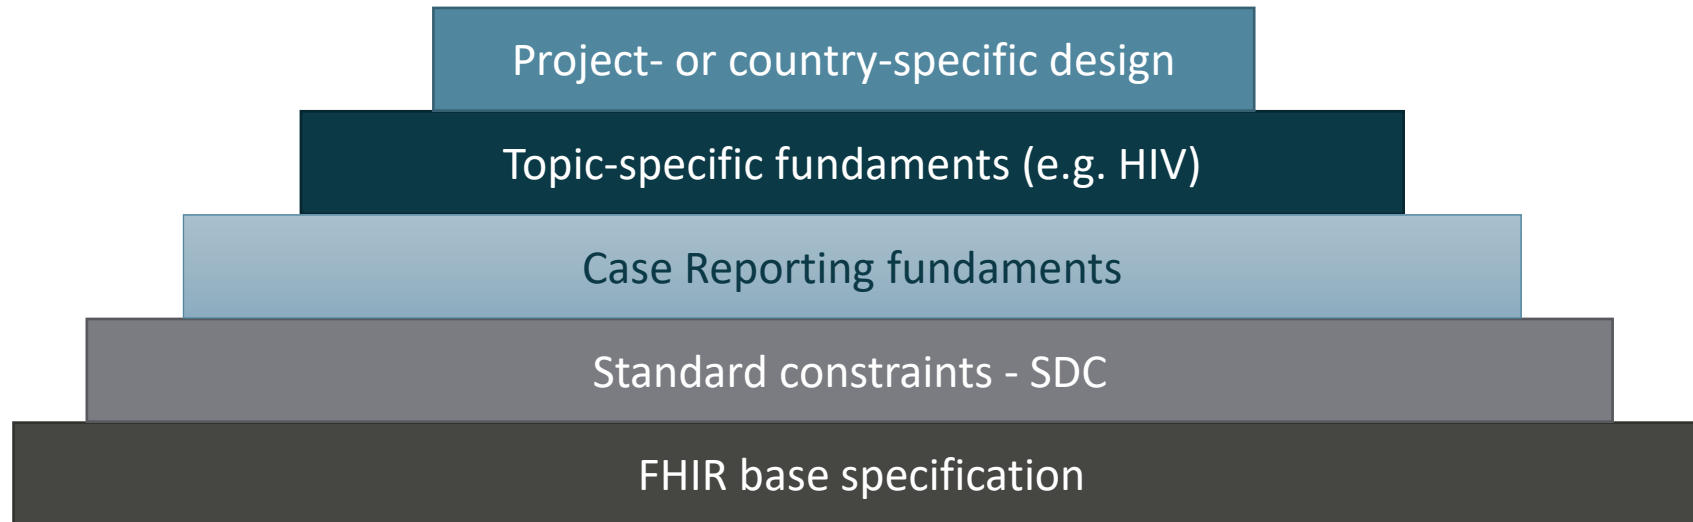 Project- or country-specific design
Topic-specific fundaments (e.g. HIV)
Case Reporting fundaments
Standard constraints - SDC
FHIR base specification